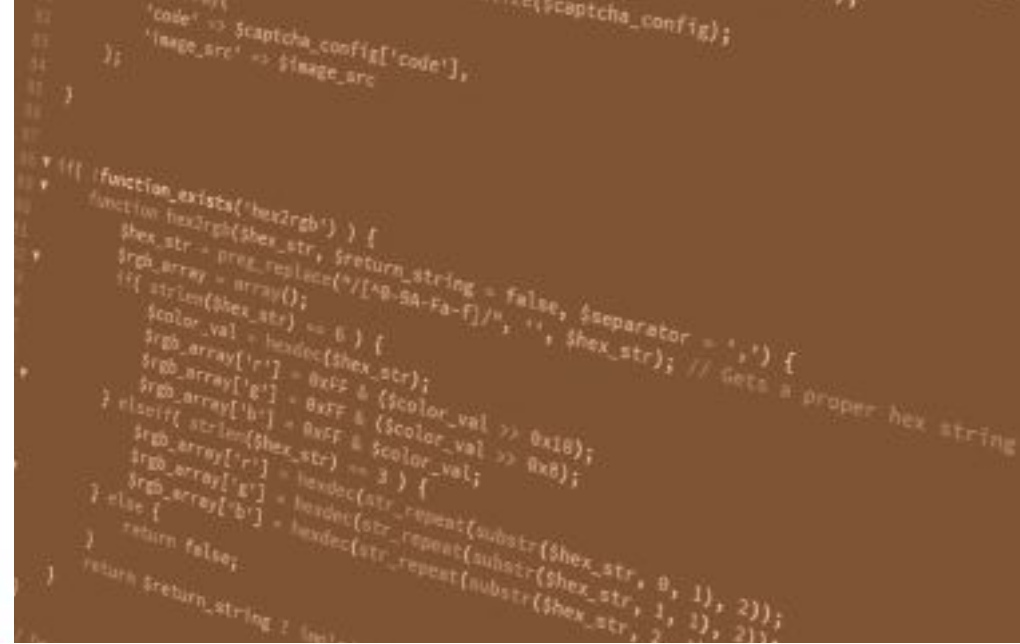 ($captcha_config);
'code' => $captcha_config['code'],
'image_src' => $image_src
);
}
if( !function_exists('hex2rgb') ) {
function hex2rgb($hex_str, $return_string = false, $separator = ',') {
$hex_str = preg_replace("/[^0-9A-Fa-f]/", '', $hex_str); // Gets a proper hex string
$rgb_array = array();
if( strlen($hex_str) == 6 ) {
$color_val = hexdec($hex_str);
$rgb_array['r'] = 0xFF & ($color_val >> 0x10);
$rgb_array['g'] = 0xFF & ($color_val >> 0x8);
$rgb_array['b'] = 0xFF & $color_val;
} elseif( strlen($hex_str) == 3 ) {
$rgb_array['r'] = hexdec(str_repeat(substr($hex_str, 0, 1), 2));
$rgb_array['g'] = hexdec(str_repeat(substr($hex_str, 1, 1), 2));
$rgb_array['b'] = hexdec(str_repeat(substr($hex_str, 2
} else {
return false;
}
return $return_string ?
}